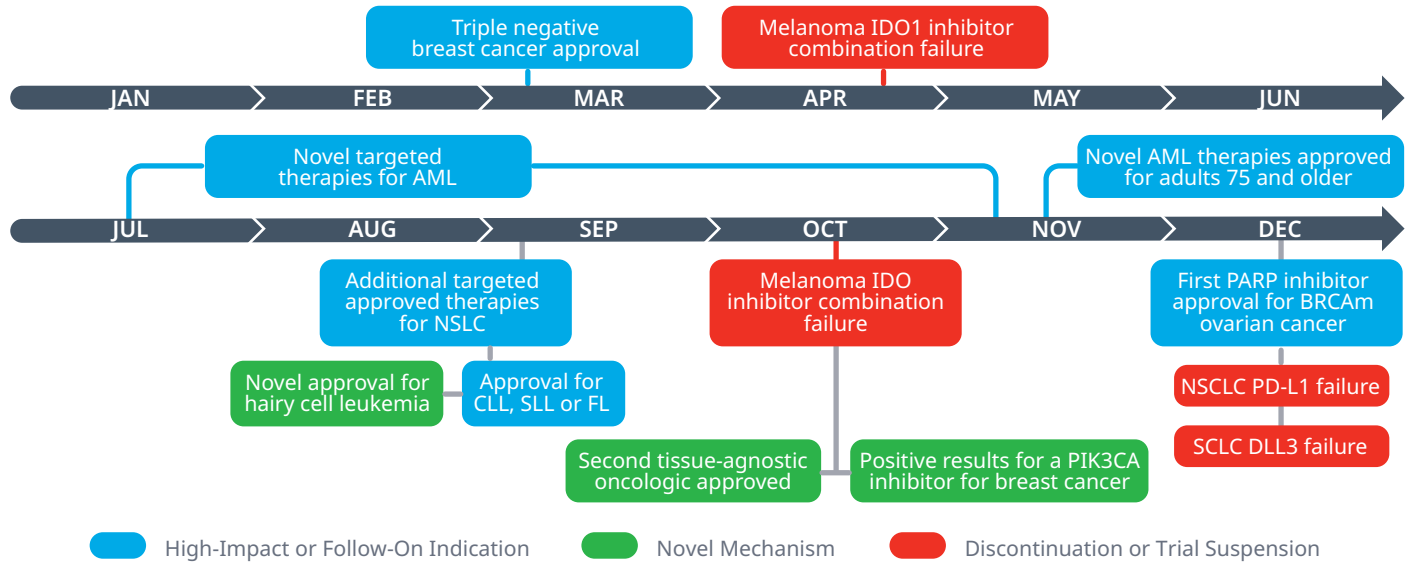 Triple negative
breast cancer approval
Melanoma IDO1 inhibitor
combination failure
JAN
FEB
MAR
APR
MAY
JUN
Novel targeted
therapies for AML
Novel AML therapies approved
for adults 75 and older
JUL
AUG
SEP
OCT
NOV
DEC
Additional targeted
approved therapies
for NSLC
Melanoma IDO
inhibitor combination
failure
First PARP inhibitor
approval for BRCAm
ovarian cancer
Novel approval for
hairy cell leukemia
Approval for
CLL, SLL or FL
NSCLC PD-L1 failure
SCLC DLL3 failure
Second tissue-agnostic
oncologic approved
Positive results for a PIK3CA
inhibitor for breast cancer
High-Impact or Follow-On Indication
Novel Mechanism
Discontinuation or Trial Suspension